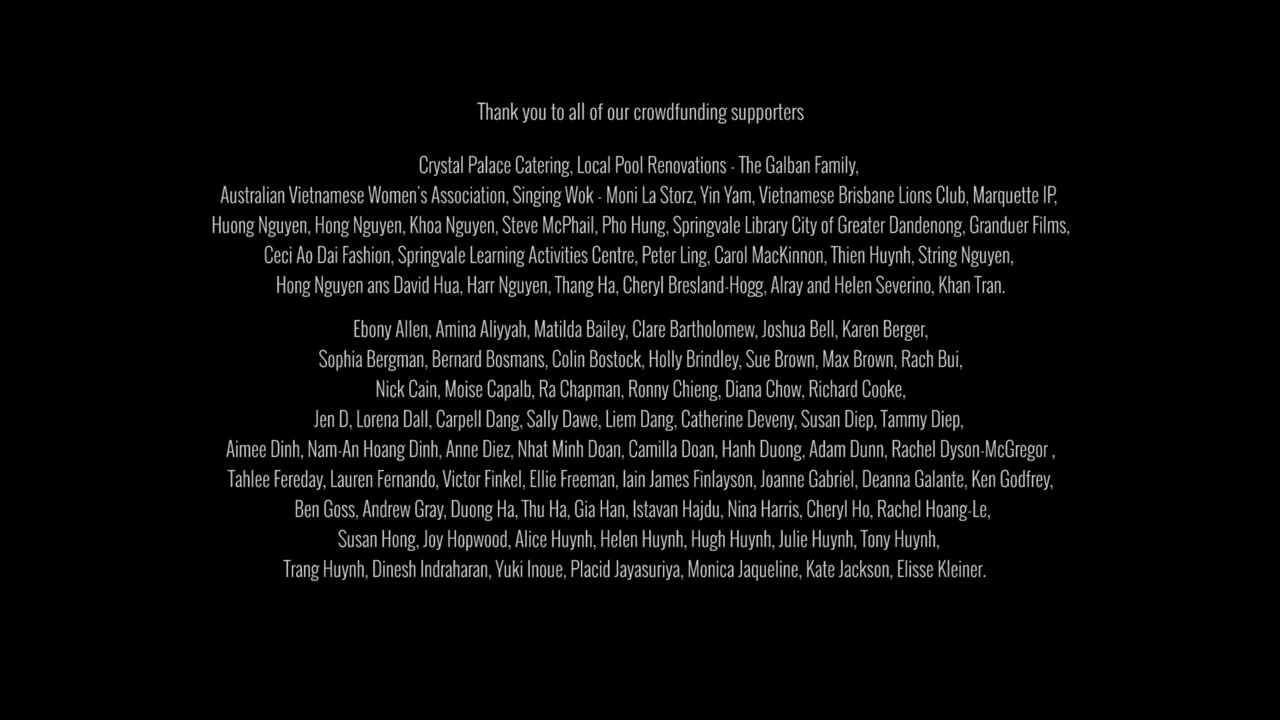 Thank you to all of our crowdfunding supporters
Crystal Palace Catering, Local Pool Renovations - The Galban Family,
Australian Vietnamese Women's Association, Singing Wok - Moni La Storz, Yin Yam, Vietnamese Brisbane Lions Club, Marquette IP,
Huong Nguyen, Hong Nguyen, Khoa Nguyen, Steve McPhail, Pho Hung, Springvale Library City of Greater Dandenong, Granduer Films,
Ceci Ao Dai Fashion, Springvale Learning Activities Centre, Peter Ling, Carol MacKinnon, Thien Huynh, String Nguyen,
Hong Nguyen ans David Hua, Harr Nguyen, Thang Ha, Cheryl Bresland-Hogg, Alray and Helen Severino, Khan Tran.
Ebony Allen, Amina Aliyyah, Matilda Bailey, Clare Bartholomew, Joshua Bell, Karen Berger,
Sophia Bergman, Bernard Bosmans, Colin Bostock, Holly Brindley, Sue Brown, Max Brown, Rach Bui,
Nick Cain, Moise Capalb, Ra Chapman, Ronny Chieng, Diana Chow, Richard Cooke,
Jen D, Lorena Dall, Carpell Dang, Sally Dawe, Liem Dang, Catherine Deveny, Susan Diep, Tammy Diep,
Aimee Dinh, Nam-An Hoang Dinh, Anne Diez, Nhat Minh Doan, Camilla Doan, Hanh Duong, Adam Dunn, Rachel Dyson-McGregor ,
Tahlee Fereday, Lauren Fernando, Victor Finkel, Ellie Freeman, Iain James Finlayson, Joanne Gabriel, Deanna Galante, Ken Godfrey,
Ben Goss, Andrew Gray, Duong Ha, Thu Ha, Gia Han, Istavan Hajdu, Nina Harris, Cheryl Ho, Rachel Hoang-Le,
Susan Hong, Joy Hopwood, Alice Huynh, Helen Huynh, Hugh Huynh, Julie Huynh, Tony Huynh,
Trang Huynh, Dinesh Indraharan, Yuki Inoue, Placid Jayasuriya, Monica Jaqueline, Kate Jackson, Elisse Kleiner.